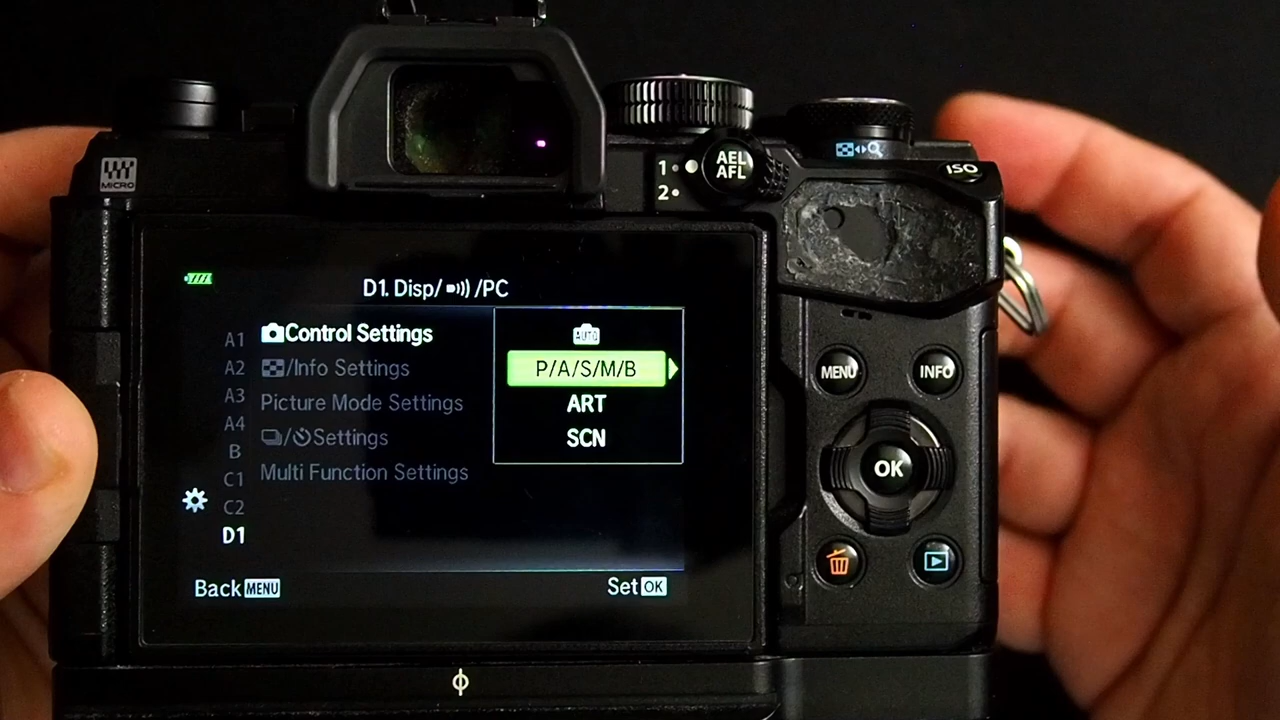 MICRO
AEL
AFL
1
2
ISO
D1. Disp/ /PC
A1 Control Settings AUTO
A2 /Info Settings P/A/S/M/B
A3 Picture Mode Settings ART
A4 / Settings SCN
B
C1 Multi Function Settings
C2
D1
Back MENU Set OK
MENU INFO
OK